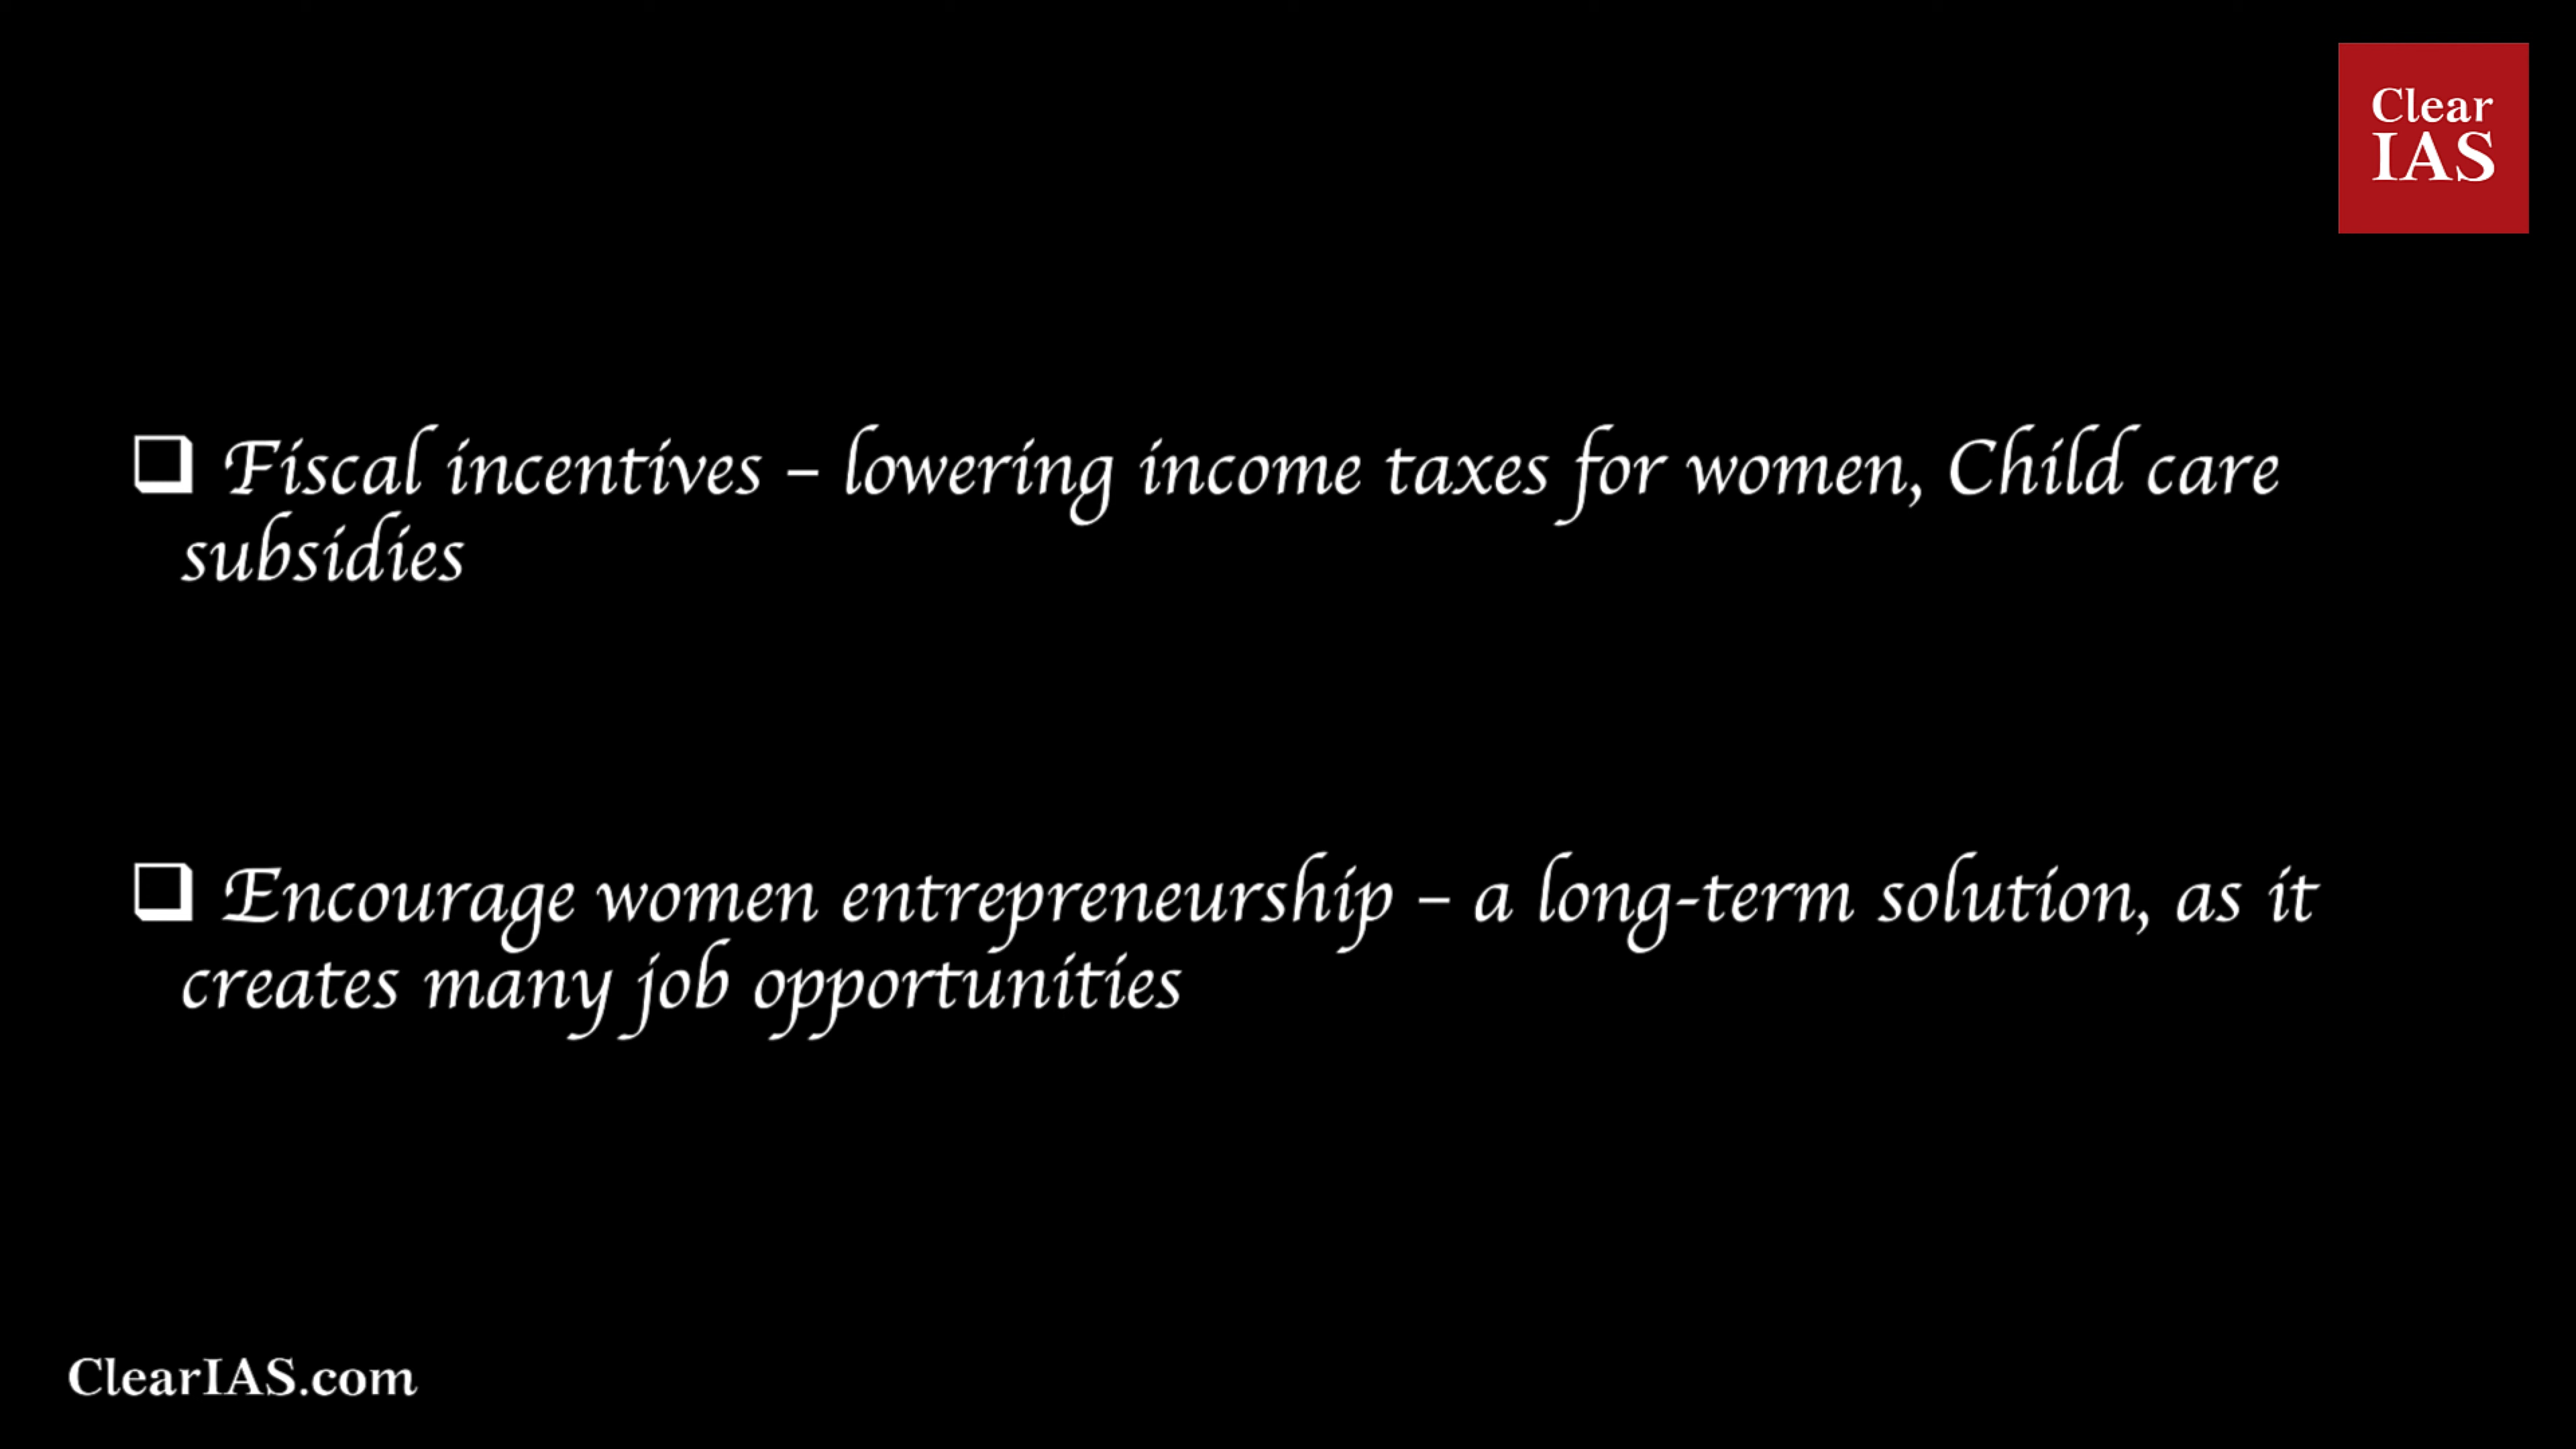 Clear
IAS
❑ Fiscal incentives – lowering income taxes for women, Child care
subsidies
❑ Encourage women entrepreneurship – a long-term solution, as it
creates many job opportunities
ClearIAS.com